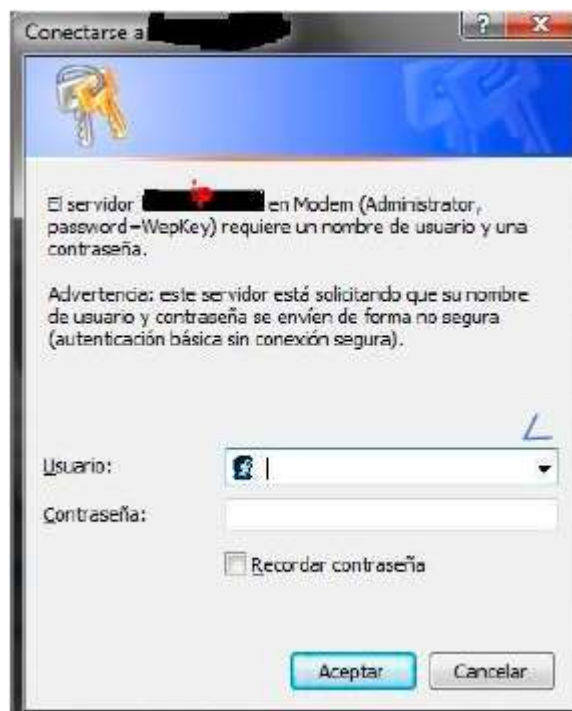 Conectarse a
El servidor ip en Modem (Administrator,
password=WepKey) requiere un nombre de usuario y una
contraseña.
Advertencia: este servidor está solicitando que su nombre
de usuario y contraseña se envíen de forma no segura
(autenticación básica sin conexión segura).
Usuario:
Contraseña:
Recordar contraseña
Aceptar
Cancelar